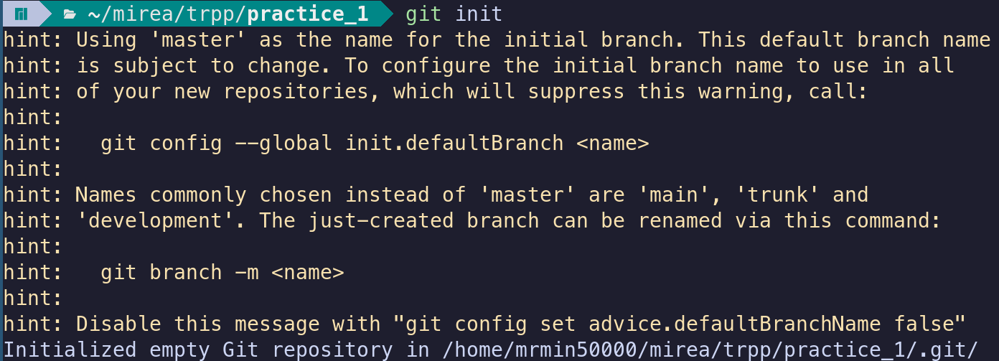 ~/mirea/trpp/practice_1 git init
hint: Using 'master' as the name for the initial branch. This default branch name
hint: is subject to change. To configure the initial branch name to use in all
hint: of your new repositories, which will suppress this warning, call:
hint:
hint:   git config --global init.defaultBranch <name>
hint:
hint: Names commonly chosen instead of 'master' are 'main', 'trunk' and
hint: 'development'. The just-created branch can be renamed via this command:
hint:
hint:   git branch -m <name>
hint:
hint: Disable this message with "git config set advice.defaultBranchName false"
Initialized empty Git repository in /home/mrmin50000/mirea/trpp/practice_1/.git/